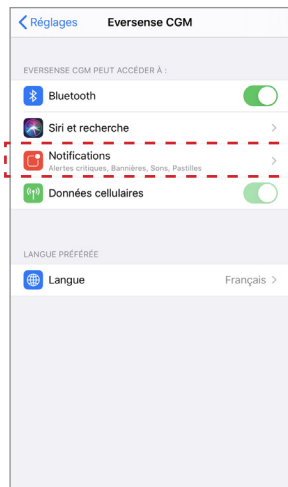 Réglages Eversense CGM
EVERSENSE CGM PEUT ACCÉDER À :
Bluetooth
Siri et recherche
Notifications
Alertes critiques, Bannières, Sons, Pastilles
Données cellulaires
LANGUE PRÉFÉRÉE
Langue Français